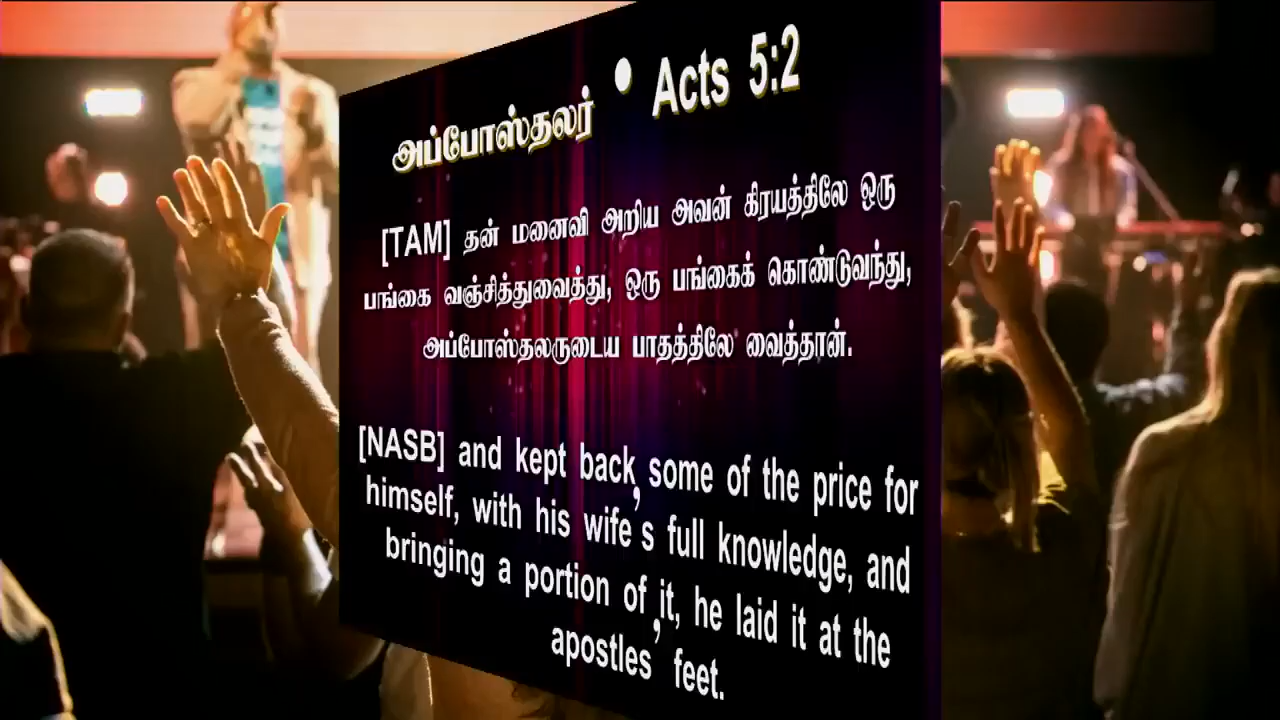 அப்போஸ்தலர் • Acts 5:2
[TAM] தன் மனைவி அறிய அவன் கிரயத்திலே ஒரு
பங்கை வஞ்சித்துவைத்து, ஒரு பங்கைக் கொண்டுவந்து,
அப்போஸ்தலருடைய பாதத்திலே வைத்தான்.
[NASB] and kept back some of the price for
himself, with his wife’s full knowledge, and
bringing a portion of it, he laid it at the
apostles’ feet.